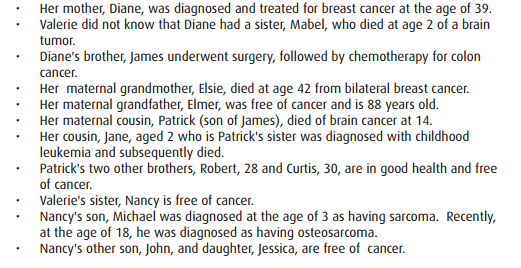 • Her mother, Diane, was diagnosed and treated for breast cancer at the age of 39.
• Valerie did not know that Diane had a sister, Mabel, who died at age 2 of a brain
tumor.
• Diane's brother, James underwent surgery, followed by chemotherapy for colon
cancer.
• Her maternal grandmother, Elsie, died at age 42 from bilateral breast cancer.
• Her maternal grandfather, Elmer, was free of cancer and is 88 years old.
• Her maternal cousin, Patrick (son of James), died of brain cancer at 14.
• Her cousin, Jane, aged 2 who is Patrick's sister was diagnosed with childhood
leukemia and subsequently died.
• Patrick's two other brothers, Robert, 28 and Curtis, 30, are in good health and free
of cancer.
• Valerie's sister, Nancy is free of cancer.
• Nancy's son, Michael was diagnosed at the age of 3 as having sarcoma. Recently,
at the age of 18, he was diagnosed as having osteosarcoma.
• Nancy's other son, John, and daughter, Jessica, are free of cancer.